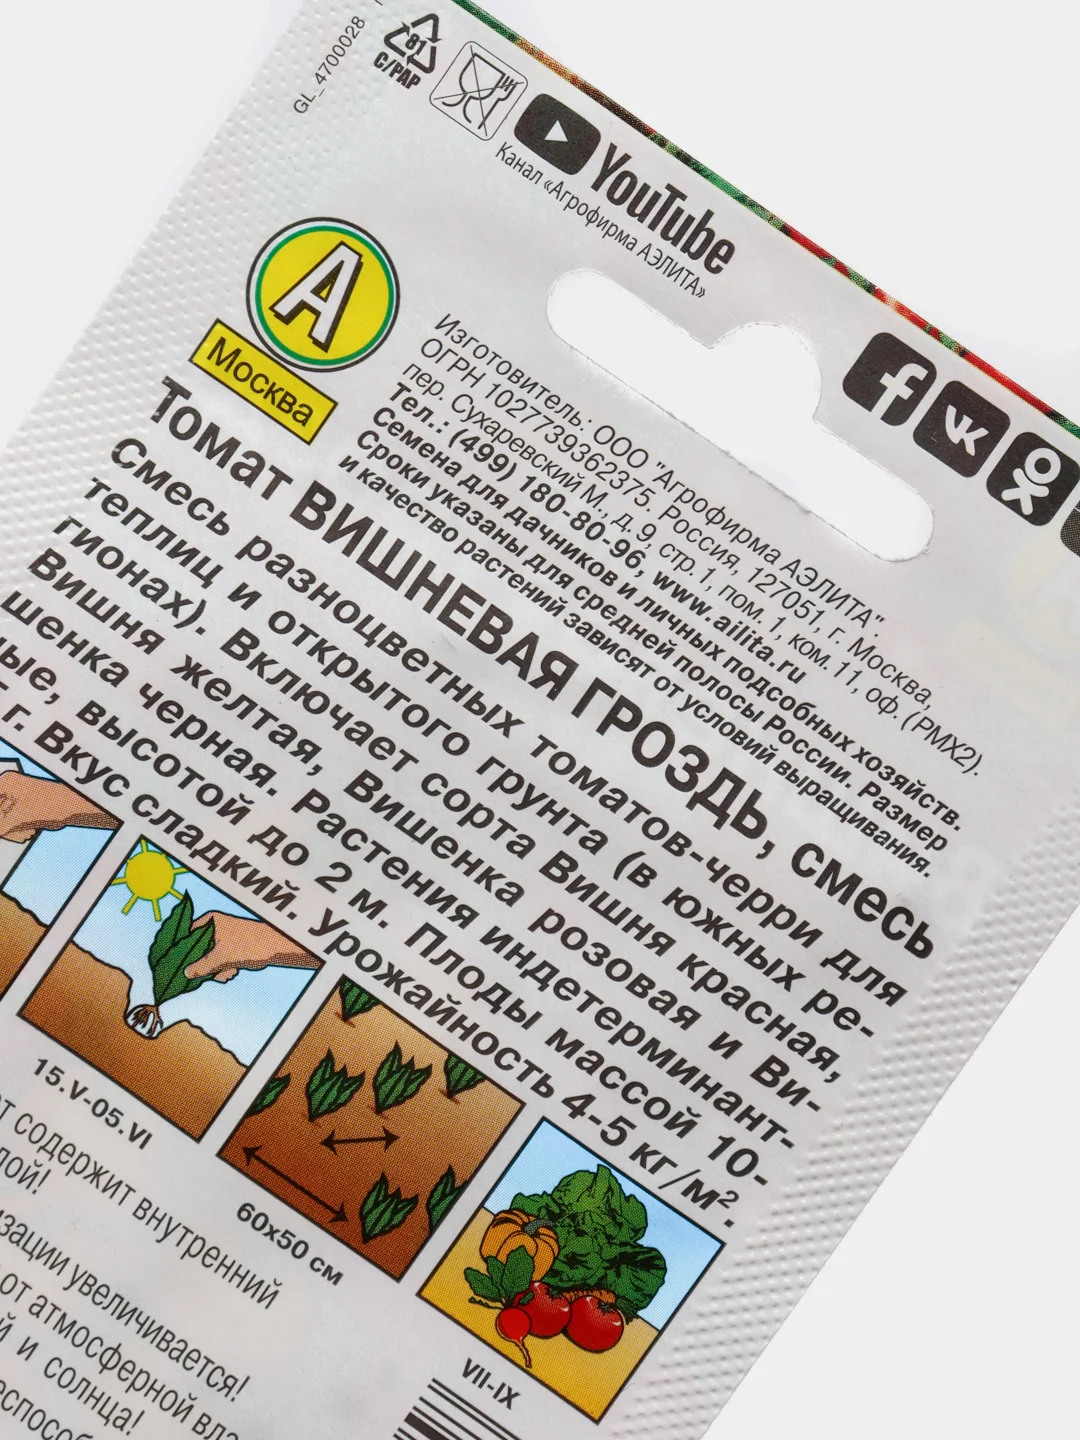 GL_4700028
81
C/PAP
YouTube
Канал «Агрофирма АЭЛИТА»
А
Москва
Изготовитель: ООО "Агрофирма АЭЛИТА".
ОГРН 1027739362375. Россия, 127051, г. Москва,
пер. Сухаревский М., д. 9, стр.1, пом. 1, ком. 11, оф. (РМХ2).
Тел.: (499) 180-80-96, www.ailita.ru
Семена для дачников и личных подсобных хозяйств.
Сроки указаны для средней полосы России. Размер
и качество растений зависят от условий выращивания.
Томат ВИШНЕВАЯ ГРОЗДЬ, смесь
Смесь разноцветных томатов-черри для
теплиц и открытого грунта (в южных ре-
гионах). Включает сорта Вишня красная,
Вишня желтая, Вишенка розовая и Ви-
шенка черная. Растения индетерминант-
ные, высотой до 2 м. Плоды массой 10-
г. Вкус сладкий. Урожайность 4-5 кг/м².
15.V-05.VI
60x50 см
VII-IX
содержит внутренний
увеличивается!
от атмосферной
и солнца!